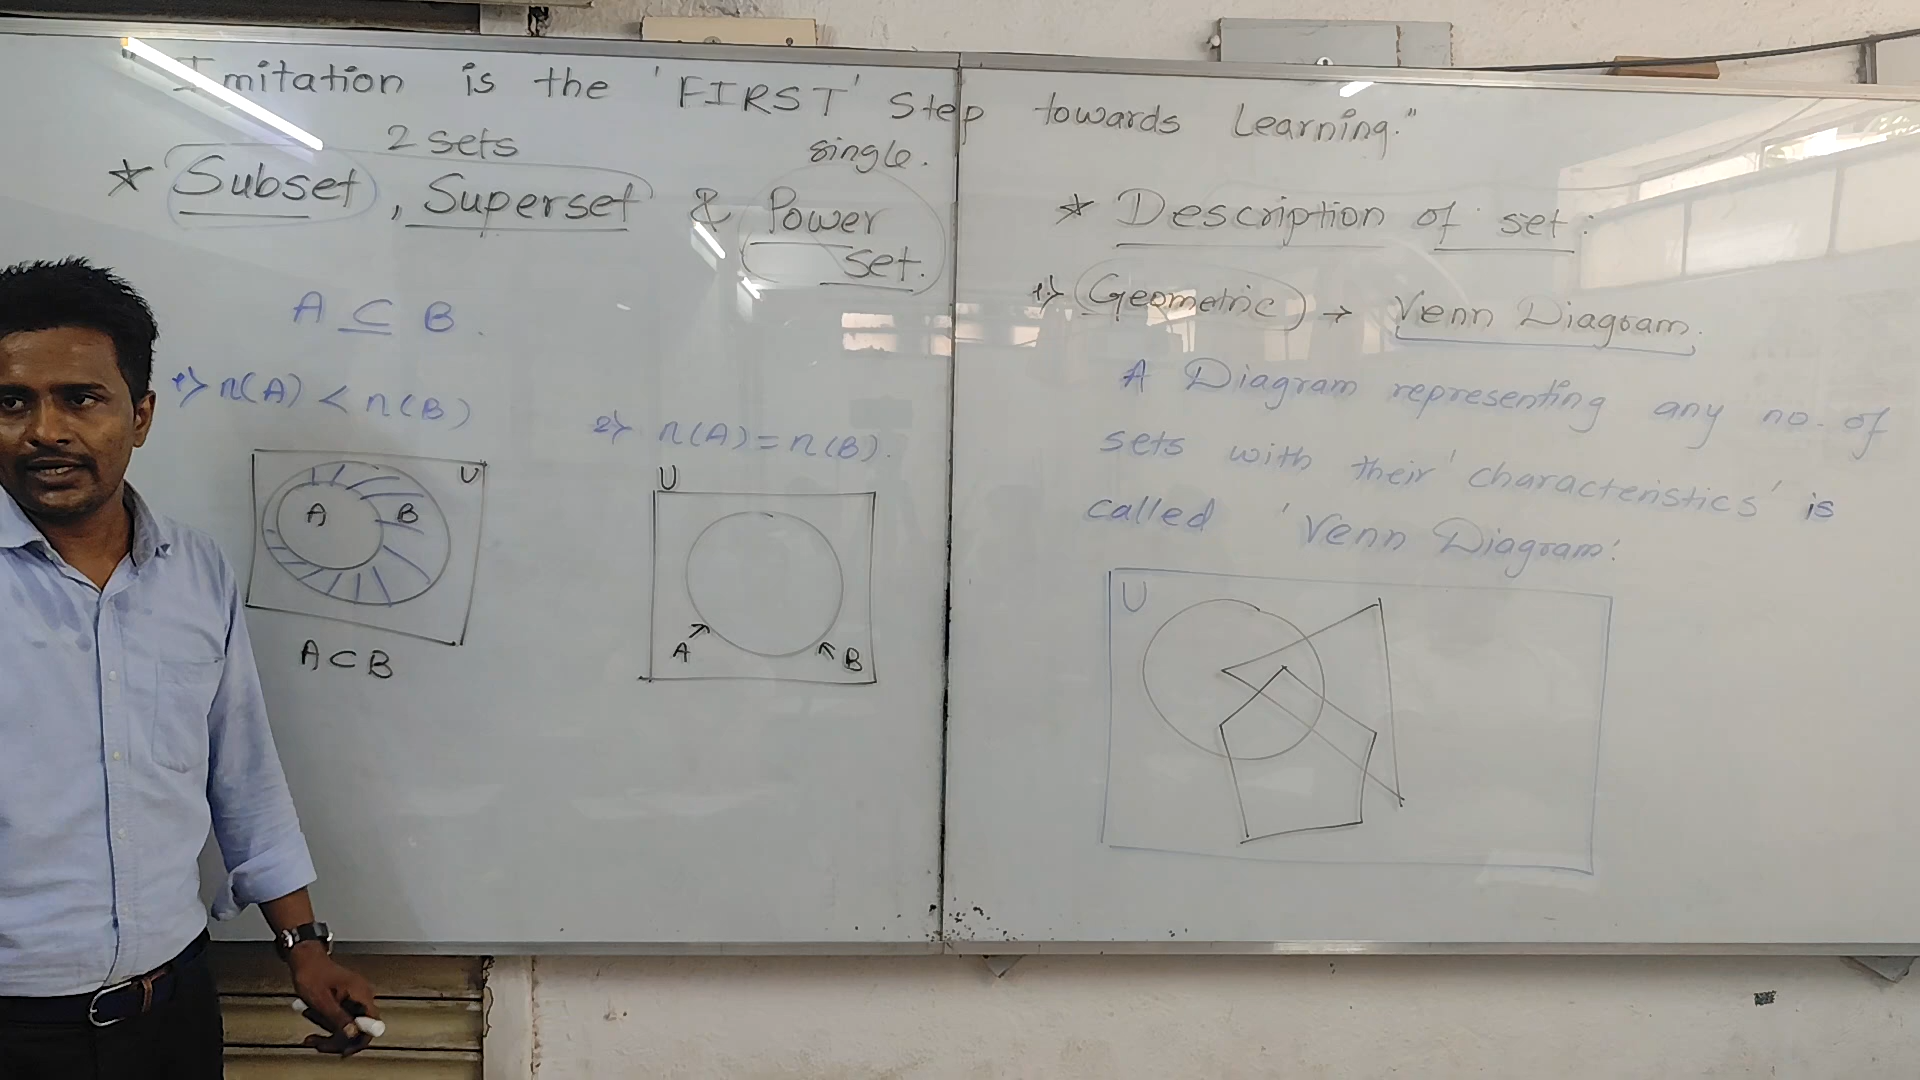 "Imitation is the 'FIRST' Step towards Learning."
2 sets
single.
* Subset, Superset & Power
set.
A ⊆ B.
1> n(A) < n(B)
U
A B
A⊂B
2> n(A) = n(B).
U
A B
* Description of set:
1> Geometric → Venn Diagram.
A Diagram representing any no. of
sets with their 'characteristics' is
called 'Venn Diagram'.
U